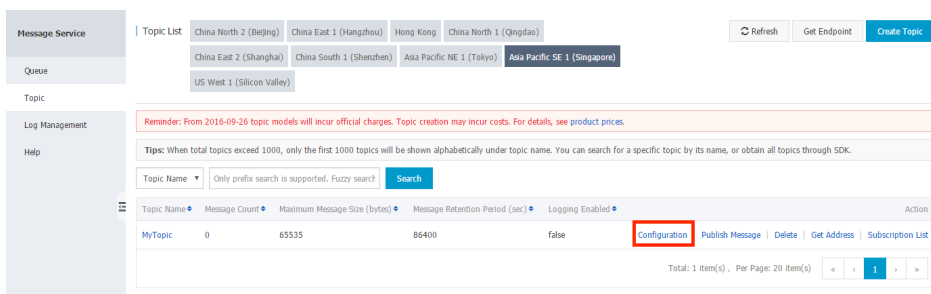 Message Service
Queue
Topic
Log Management
Help
Topic List China North 2 (Beijing) China East 1 (Hangzhou) Hong Kong China North 1 (Qingdao)
China East 2 (Shanghai) China South 1 (Shenzhen) Asia Pacific NE 1 (Tokyo) Asia Pacific SE 1 (Singapore)
US West 1 (Silicon Valley)
Refresh Get Endpoint Create Topic
Reminder: From 2016-09-26 topic models will incur official charges. Topic creation may incur costs. For details, see product prices.
Tips: When total topics exceed 1000, only the first 1000 topics will be shown alphabetically under topic name. You can search for a specific topic by its name, or obtain all topics through SDK.
Topic Name Only prefix search is supported. Fuzzy search Search
Topic Name Message Count Maximum Message Size (bytes) Message Retention Period (sec) Logging Enabled Action
MyTopic 0 65535 86400 false Configuration Publish Message | Delete | Get Address | Subscription List
Total: 1 item(s) , Per Page: 20 item(s) « ‹ 1 › »